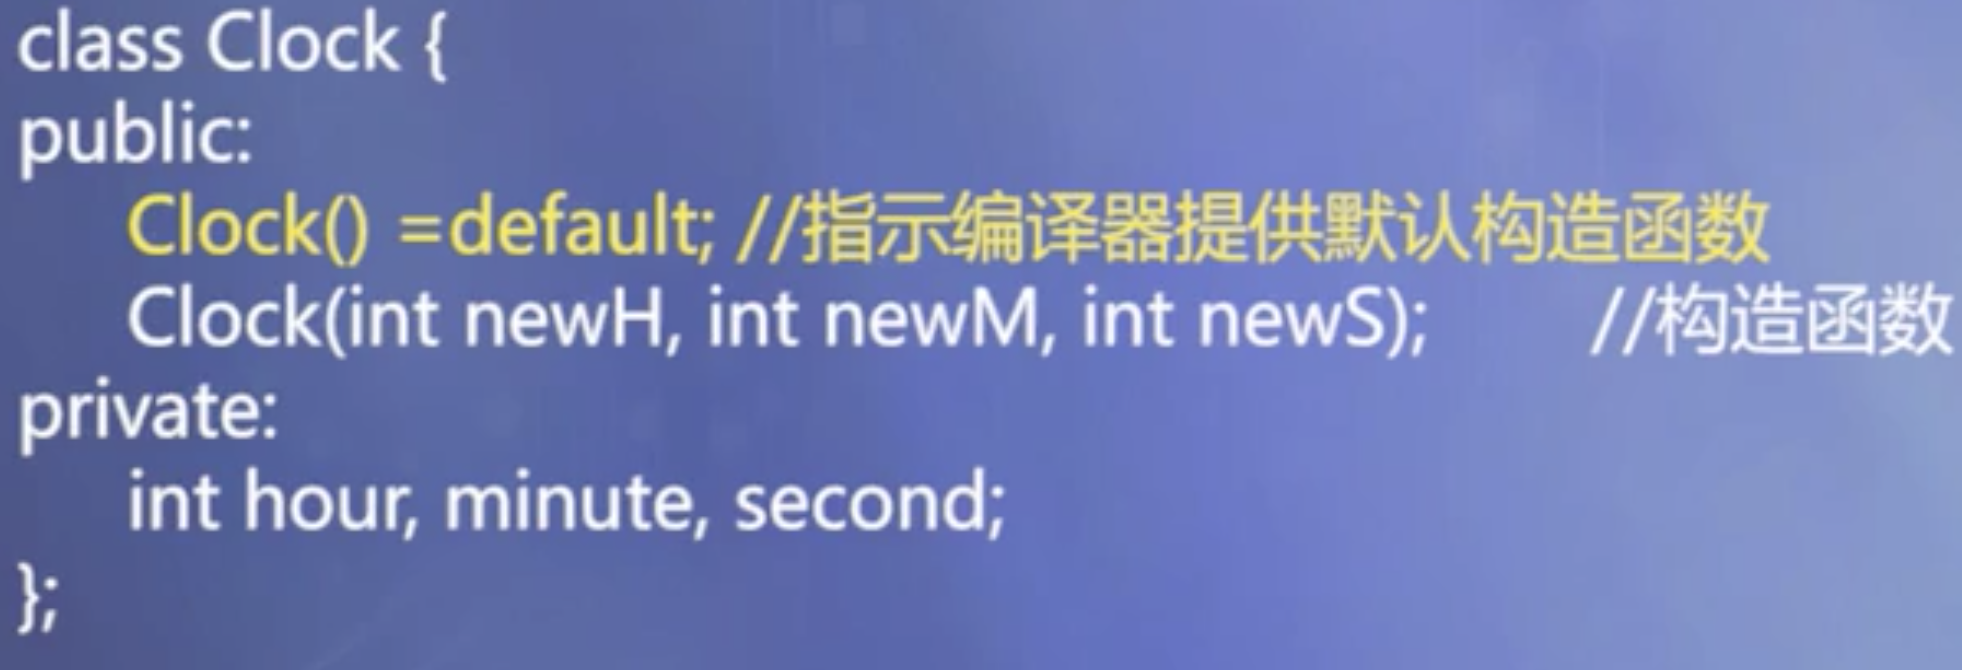 class Clock {
public:
Clock() =default; //指示编译器提供默认构造函数
Clock(int newH, int newM, int newS); //构造函数
private:
int hour, minute, second;
};